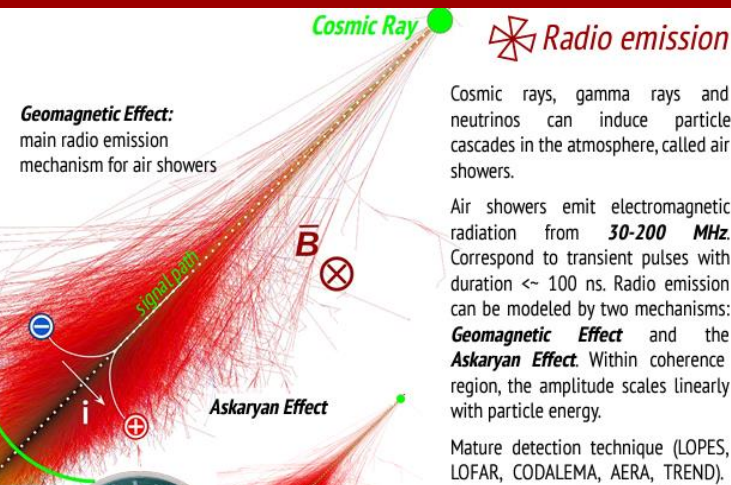 Cosmic Ray
Radio emission
Geomagnetic Effect:
main radio emission
mechanism for air showers
Cosmic rays, gamma rays and
neutrinos can induce particle
cascades in the atmosphere, called air
showers.
Air showers emit electromagnetic
radiation from 30-200 MHz.
Correspond to transient pulses with
duration <~ 100 ns. Radio emission
can be modeled by two mechanisms:
Geomagnetic Effect and the
Askaryan Effect. Within coherence
region, the amplitude scales linearly
with particle energy.
Mature detection technique (LOPES,
LOFAR, CODALEMA, AERA, TREND).
B
signal path
i
Askaryan Effect